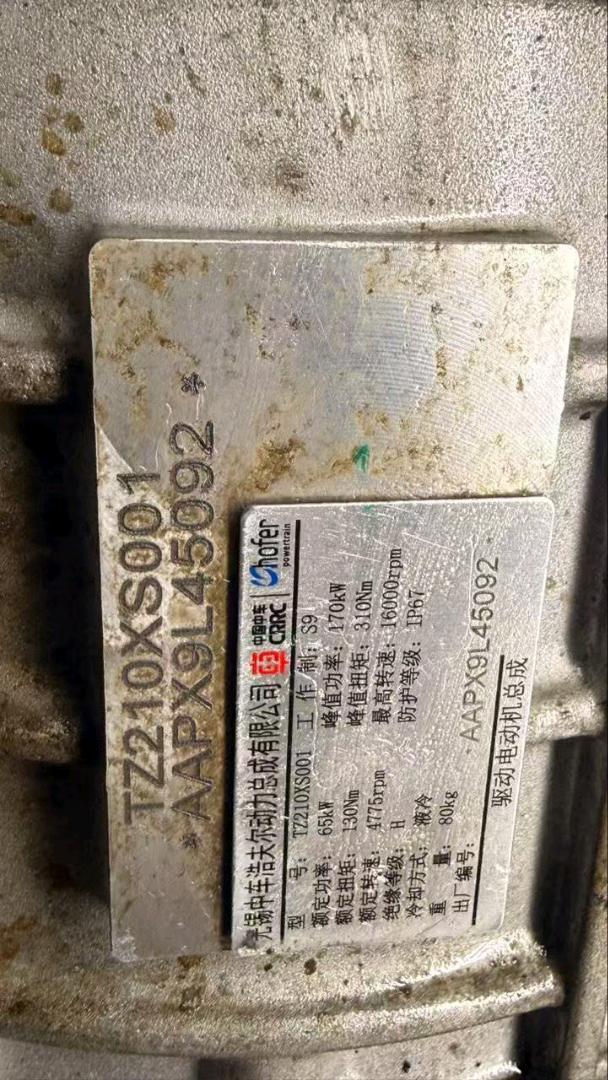 TZ210XS001
*AAPX9L45092*
无锡中车浩夫尔动力总成有限公司 中国中车 CRRC hofer powertrain
型号: TZ210XS001 工作制: S9
额定功率: 65kW 峰值功率: 170kW
额定扭矩: 130Nm 峰值扭矩: 310Nm
额定转速: 4775rpm 最高转速: 16000rpm
绝缘等级: H 防护等级: IP67
冷却方式: 液冷
重量: 80kg
出厂编号: ·AAPX9L45092·
驱动电动机总成